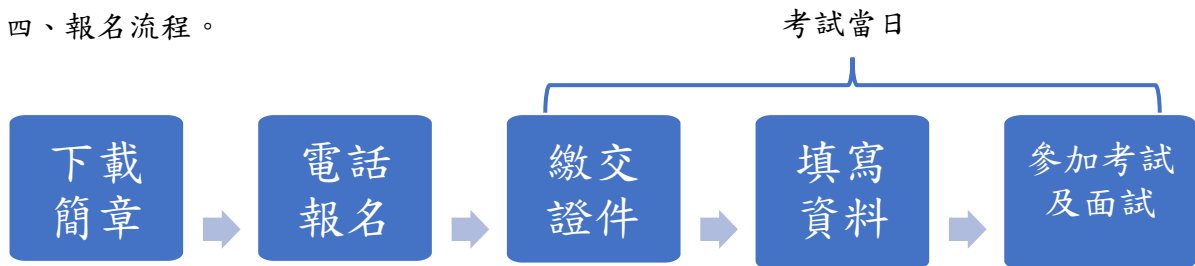 四、報名流程。
考試當日
下載
簡章
電話
報名
繳交
證件
填寫
資料
參加考試
及面試